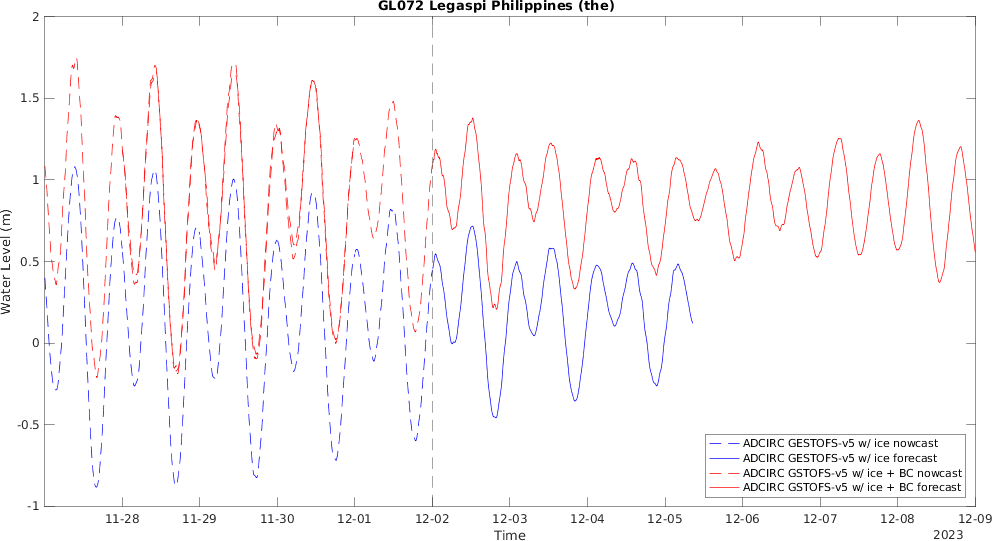 GL072 Legaspi Philippines (the)
2
1.5
1
0.5
0
-0.5
-1
Water Level (m)
ADCIRC GESTOFS-v5 w/ ice nowcast
ADCIRC GESTOFS-v5 w/ ice forecast
ADCIRC GSTOFS-v5 w/ ice + BC nowcast
ADCIRC GSTOFS-v5 w/ ice + BC forecast
11-28 11-29 11-30 12-01 12-02 12-03 12-04 12-05 12-06 12-07 12-08 12-09
Time
2023